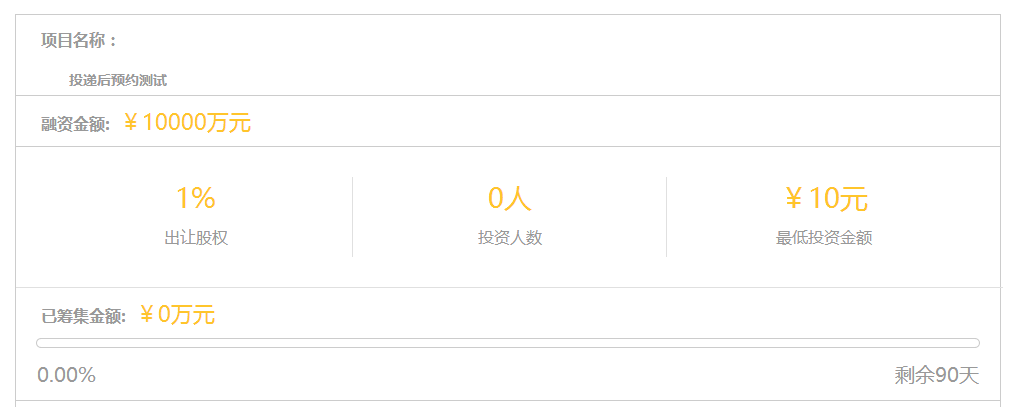 项目名称：
投递后预约测试
融资金额: ￥10000万元
1% 0人 ￥10元
出让股权 投资人数 最低投资金额
已筹集金额: ￥0万元
0.00% 剩余90天